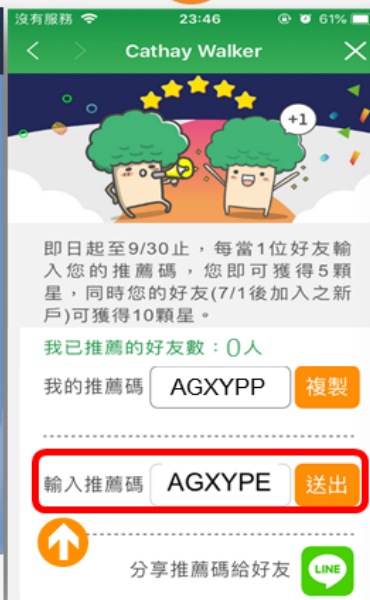 沒有服務 23:46 61%
Cathay Walker
+1
即日起至9/30止，每當1位好友輸
入您的推薦碼，您即可獲得5顆
星，同時您的好友(7/1後加入之新
戶)可獲得10顆星。
我已推薦的好友數：0人
我的推薦碼 AGXYPP 複製
輸入推薦碼 AGXYPE 送出
分享推薦碼給好友 LINE